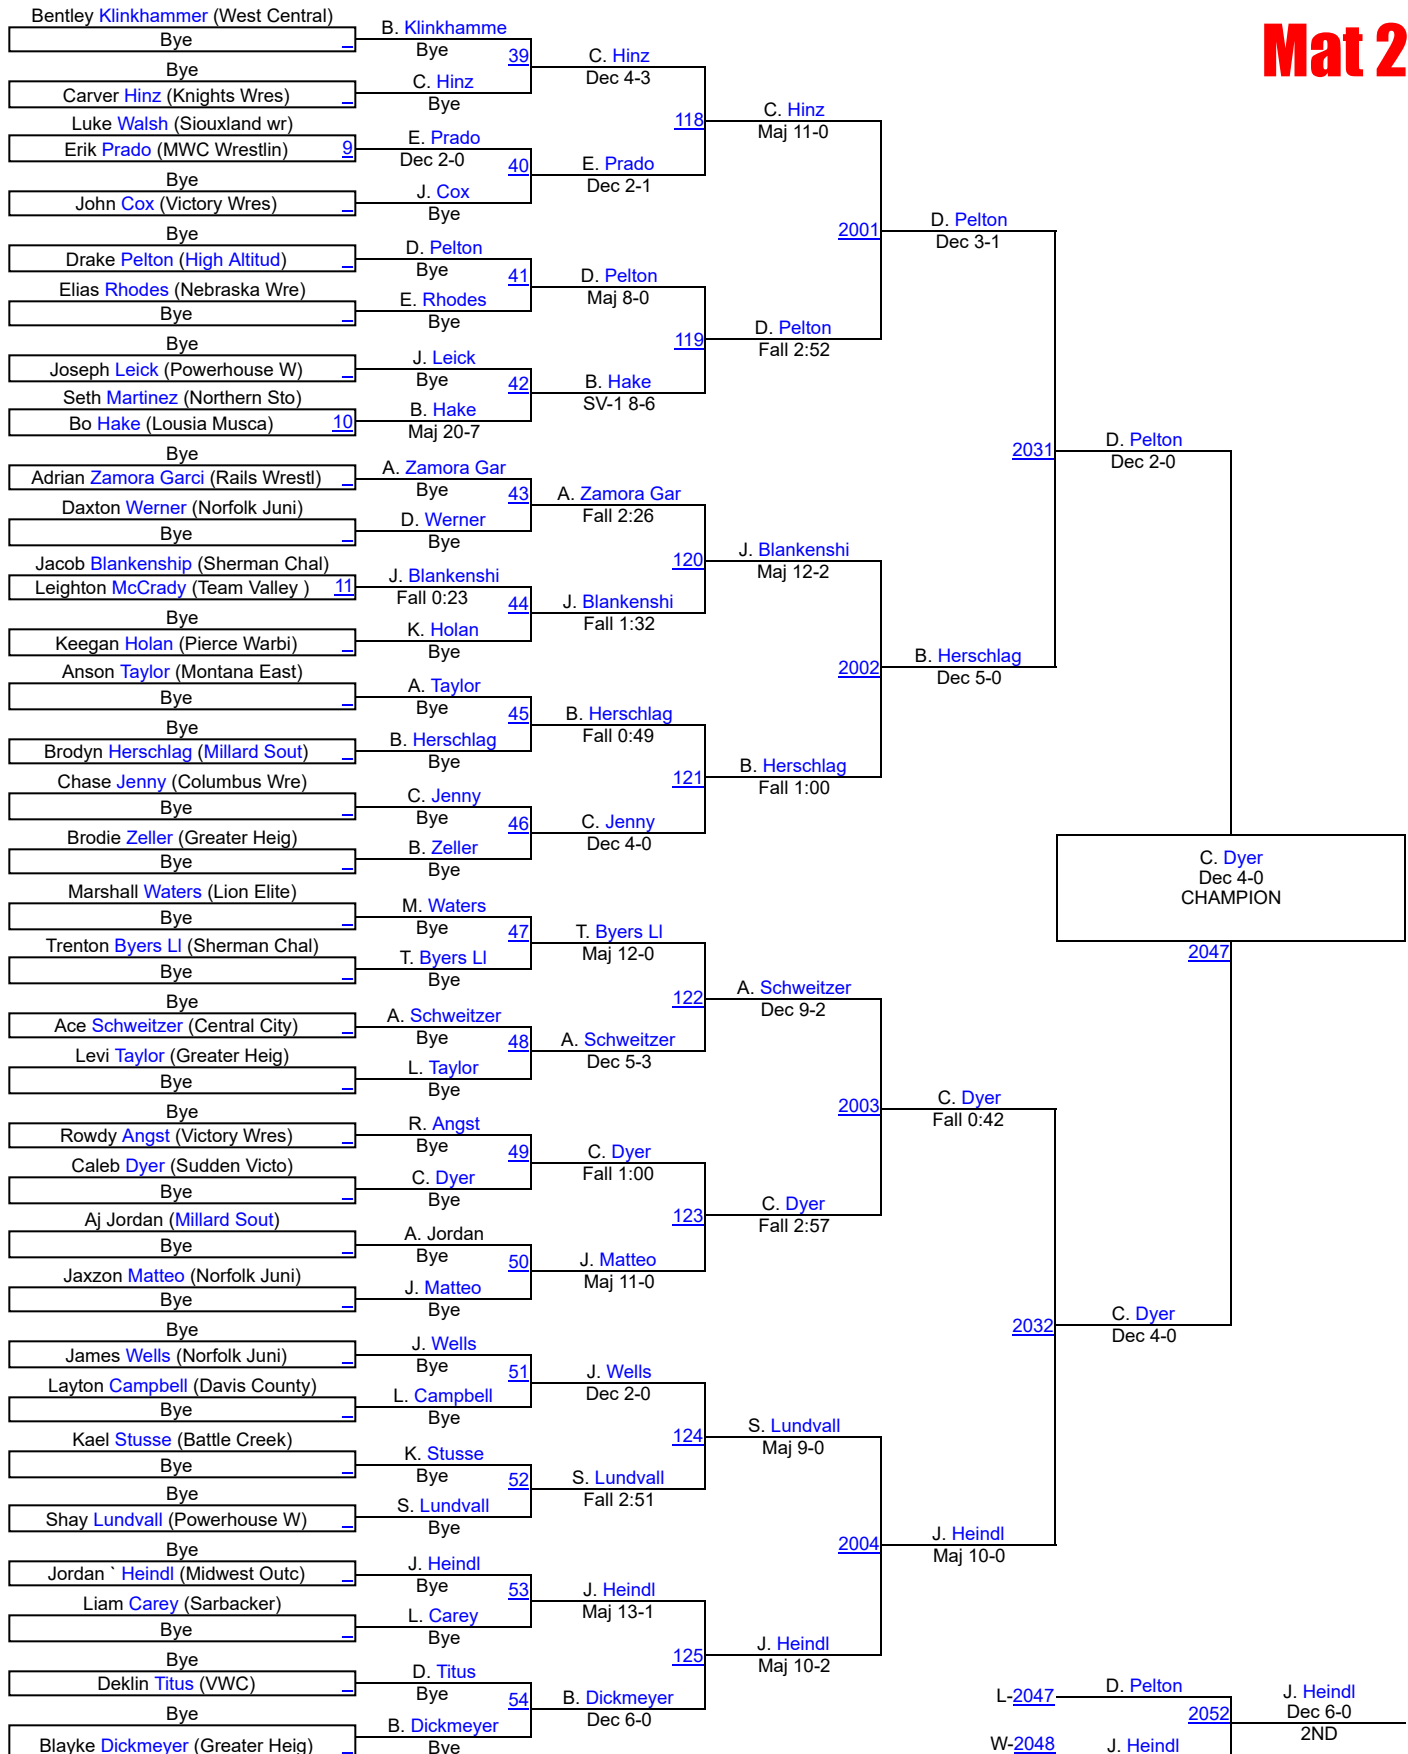 Mat 2
Bentley Klinkhammer (West Central)
Bye
Bye
Carver Hinz (Knights Wres)
Luke Walsh (Siouxland wr)
Erik Prado (MWC Wrestlin) 9
Bye
John Cox (Victory Wres)
Bye
Drake Pelton (High Altitud)
Elias Rhodes (Nebraska Wre)
Bye
Bye
Joseph Leick (Powerhouse W)
Seth Martinez (Northern Sto)
Bo Hake (Lousia Musca) 10
Bye
Adrian Zamora Garci (Rails Wrestl)
Daxton Werner (Norfolk Juni)
Bye
Jacob Blankenship (Sherman Chal)
Leighton McCrady (Team Valley ) 11
Bye
Keegan Holan (Pierce Warbi)
Anson Taylor (Montana East)
Bye
Bye
Brodyn Herschlag (Millard Sout)
Chase Jenny (Columbus Wre)
Bye
Brodie Zeller (Greater Heig)
Bye
Marshall Waters (Lion Elite)
Bye
Trenton Byers Ll (Sherman Chal)
Bye
Bye
Ace Schweitzer (Central City)
Levi Taylor (Greater Heig)
Bye
Bye
Rowdy Angst (Victory Wres)
Caleb Dyer (Sudden Victo)
Bye
Aj Jordan (Millard Sout)
Bye
Jaxzon Matteo (Norfolk Juni)
Bye
Bye
James Wells (Norfolk Juni)
Layton Campbell (Davis County)
Bye
Kael Stusse (Battle Creek)
Bye
Bye
Shay Lundvall (Powerhouse W)
Bye
Jordan ` Heindl (Midwest Outc)
Liam Carey (Sarbacker)
Bye
Bye
Deklin Titus (VWC)
Bye
Blayke Dickmeyer (Greater Heig)
B. Klinkhamme
Bye
39
C. Hinz
Bye
E. Prado
Dec 2-0
40
J. Cox
Bye
D. Pelton
Bye
41
E. Rhodes
Bye
J. Leick
Bye
42
B. Hake
Maj 20-7
A. Zamora Gar
Bye
43
D. Werner
Bye
J. Blankenshi
Fall 0:23
44
K. Holan
Bye
A. Taylor
Bye
45
B. Herschlag
Bye
C. Jenny
Bye
46
B. Zeller
Bye
M. Waters
Bye
47
T. Byers Ll
Bye
A. Schweitzer
Bye
48
L. Taylor
Bye
R. Angst
Bye
49
C. Dyer
Bye
A. Jordan
Bye
50
J. Matteo
Bye
J. Wells
Bye
51
L. Campbell
Bye
K. Stusse
Bye
52
S. Lundvall
Bye
J. Heindl
Bye
53
L. Carey
Bye
D. Titus
Bye
54
B. Dickmeyer
Bye
C. Hinz
Dec 4-3
118
E. Prado
Dec 2-1
D. Pelton
Maj 8-0
119
B. Hake
SV-1 8-6
A. Zamora Gar
Fall 2:26
120
J. Blankenshi
Fall 1:32
B. Herschlag
Fall 0:49
121
C. Jenny
Dec 4-0
T. Byers Ll
Maj 12-0
122
A. Schweitzer
Dec 5-3
C. Dyer
Fall 1:00
123
J. Matteo
Maj 11-0
J. Wells
Dec 2-0
124
S. Lundvall
Fall 2:51
J. Heindl
Maj 13-1
125
B. Dickmeyer
Dec 6-0
C. Hinz
Maj 11-0
2001
D. Pelton
Fall 2:52
J. Blankenshi
Maj 12-2
2002
B. Herschlag
Fall 1:00
A. Schweitzer
Dec 9-2
2003
C. Dyer
Fall 2:57
S. Lundvall
Maj 9-0
2004
J. Heindl
Maj 10-2
D. Pelton
Dec 3-1
2031
B. Herschlag
Dec 5-0
C. Dyer
Fall 0:42
2032
J. Heindl
Maj 10-0
D. Pelton
Dec 2-0
C. Dyer
Dec 4-0
CHAMPION
2047
C. Dyer
Dec 4-0
L-2047
D. Pelton
2052
W-2048
J. Heindl
J. Heindl
Dec 6-0
2ND